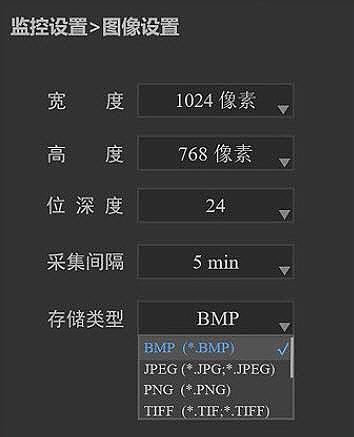 监控设置>图像设置
宽 度 1024 像素
高 度 768 像素
位 深 度 24
采集间隔 5 min
存储类型 BMP
BMP (*.BMP)
JPEG (*.JPG;*.JPEG)
PNG (*.PNG)
TIFF (*.TIF;*.TIFF)